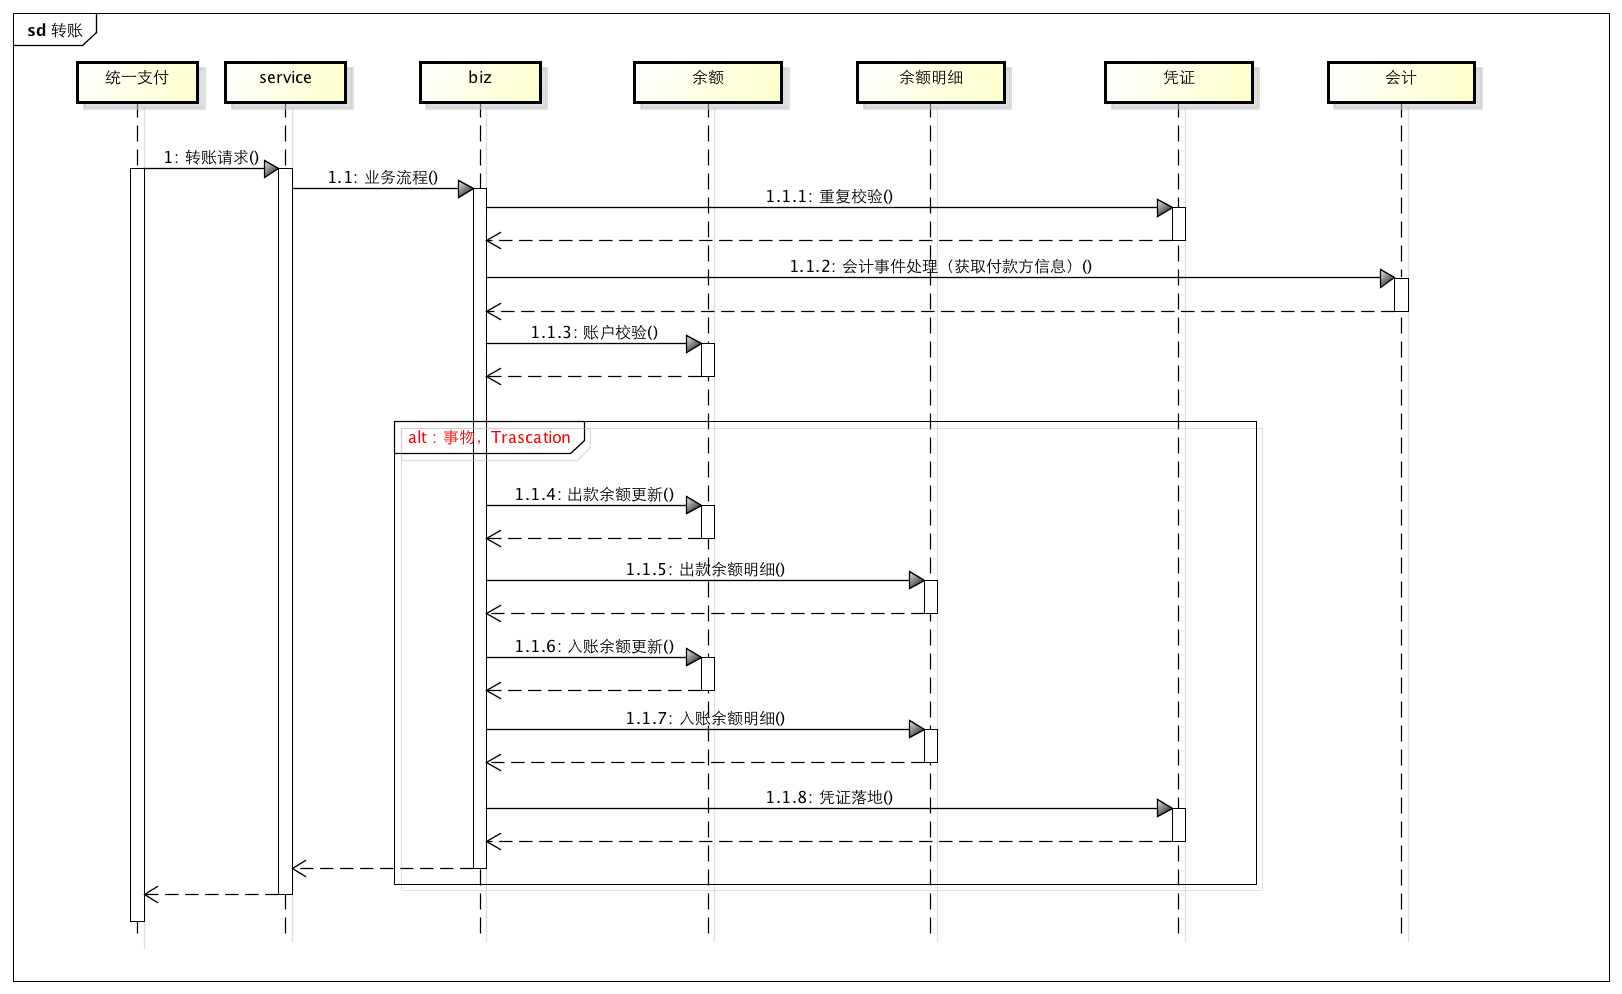 sd 转账
统一支付
service
biz
余额
余额明细
凭证
会计
1: 转账请求()
1.1: 业务流程()
1.1.1: 重复校验()
1.1.2: 会计事件处理（获取付款方信息）()
1.1.3: 账户校验()
alt : 事物，Trascation
1.1.4: 出款余额更新()
1.1.5: 出款余额明细()
1.1.6: 入账余额更新()
1.1.7: 入账余额明细()
1.1.8: 凭证落地()